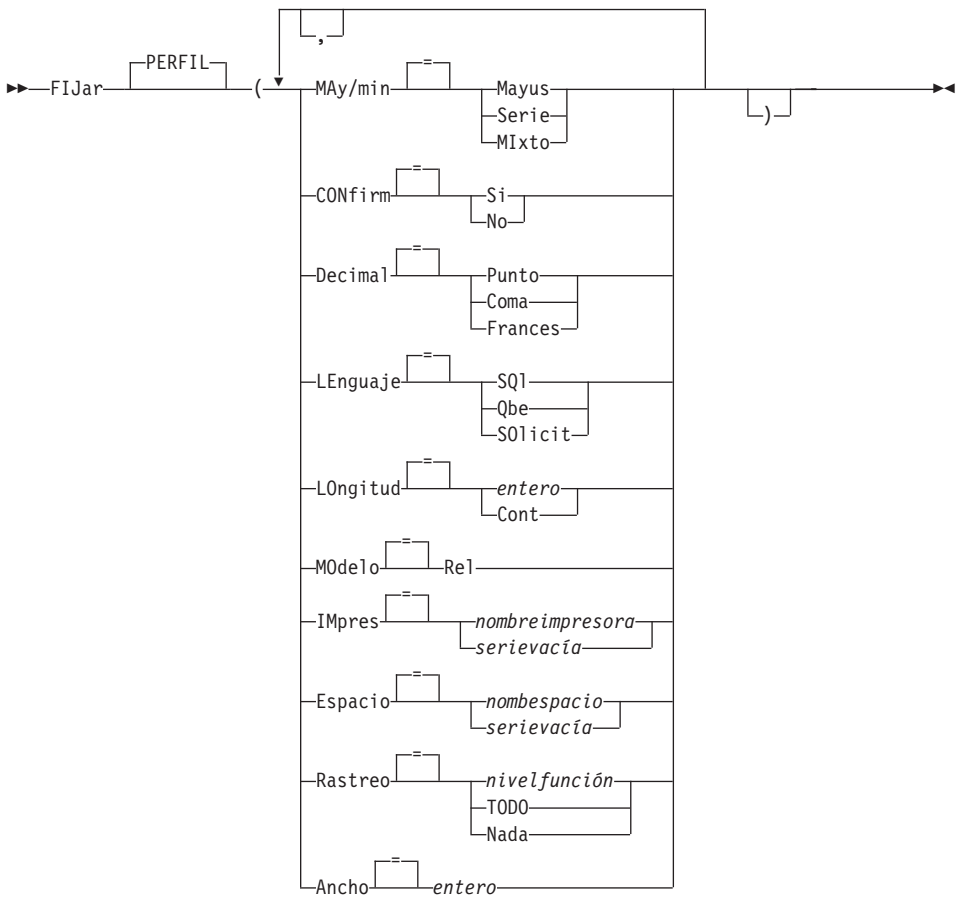 ,
PERFIL
FIJar ( MAy/min = Mayus )
Serie
MIxto
CONfirm = Si
No
Decimal = Punto
Coma
Frances
LEnguaje = SQl
Qbe
SOlicit
LOngitud = entero
Cont
MOdelo = Rel
IMpres = nombreimpresora
serievacía
Espacio = nombespacio
serievacía
Rastreo = nivelfunción
TODO
Nada
Ancho = entero